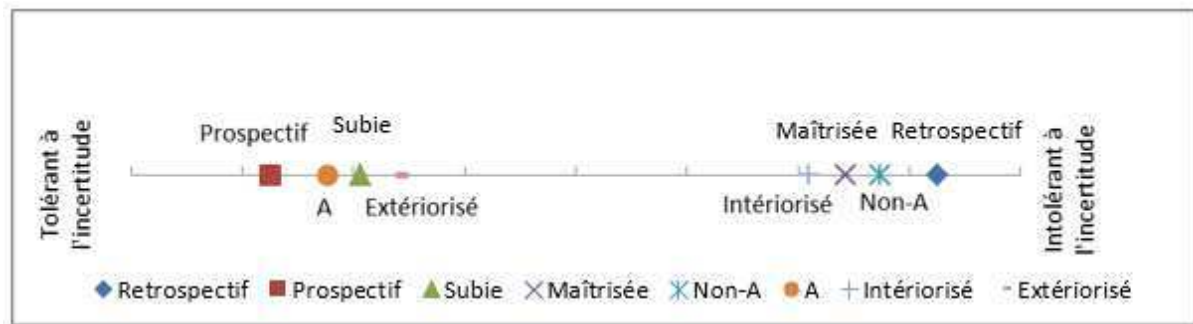 Tolérant à l'incertitude
Prospectif
Subie
Maîtrisée
Retrospectif
A
Extériorisé
Intériorisé
Non-A
Intolérant à l'incertitude
Retrospectif Prospectif Subie Maîtrisée Non-A A Intériorisé Extériorisé